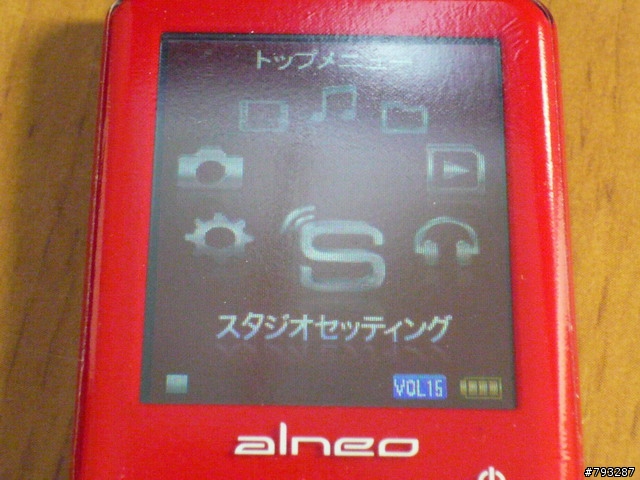 トップメニュー
S
スタジオセッティング
VOL15
alneo
#793287